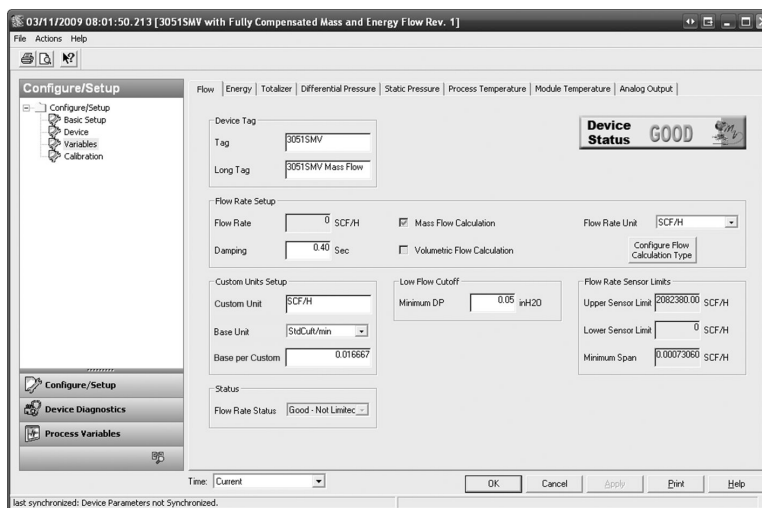 03/11/2009 08:01:50.213 [3051SMV with Fully Compensated Mass and Energy Flow Rev. 1]
File Actions Help
Configure/Setup
Configure/Setup
Basic Setup
Device
Variables
Calibration
Configure/Setup
Device Diagnostics
Process Variables
Flow Energy Totalizer Differential Pressure Static Pressure Process Temperature Module Temperature Analog Output
Device Tag
Tag 3051SMV
Long Tag 3051SMV Mass Flow
Device Status GOOD
Flow Rate Setup
Flow Rate 0 SCF/H Mass Flow Calculation Flow Rate Unit SCF/H
Damping 0.40 Sec Volumetric Flow Calculation Configure Flow Calculation Type
Custom Units Setup
Custom Unit SCF/H
Base Unit StdCuft/min
Base per Custom 0.016667
Low Flow Cutoff
Minimum DP 0.05 inH2O
Flow Rate Sensor Limits
Upper Sensor Limit 2082380.00 SCF/H
Lower Sensor Limit 0 SCF/H
Minimum Span 0.00073060 SCF/H
Status
Flow Rate Status Good - Not Limitec
Time: Current OK Cancel Apply Print Help
last synchronized: Device Parameters not Synchronized.